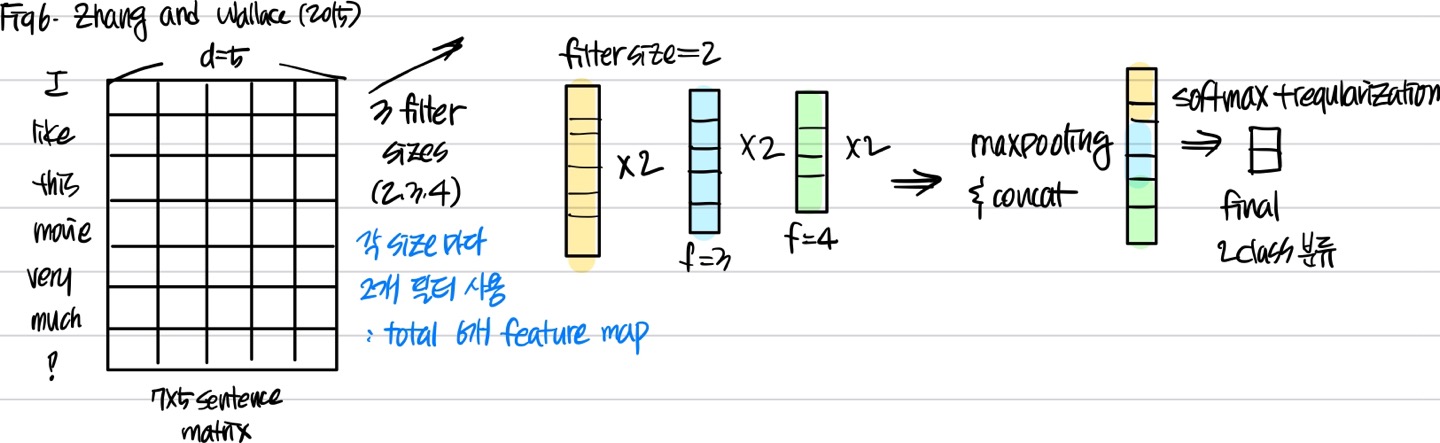 Fig6. Zhang and Wallace (2015)
d=5
I
like
this
movie
very
much
?
7x5 sentence
matrix
3 filter
sizes
(2,3,4)
각 size 마다
2개 필터 사용
: total 6개 feature map
filter size=2
x2
f=3
x2
f=4
x2
⇒
maxpooling
& concat
softmax+regularization
⇒
final
2class 분류